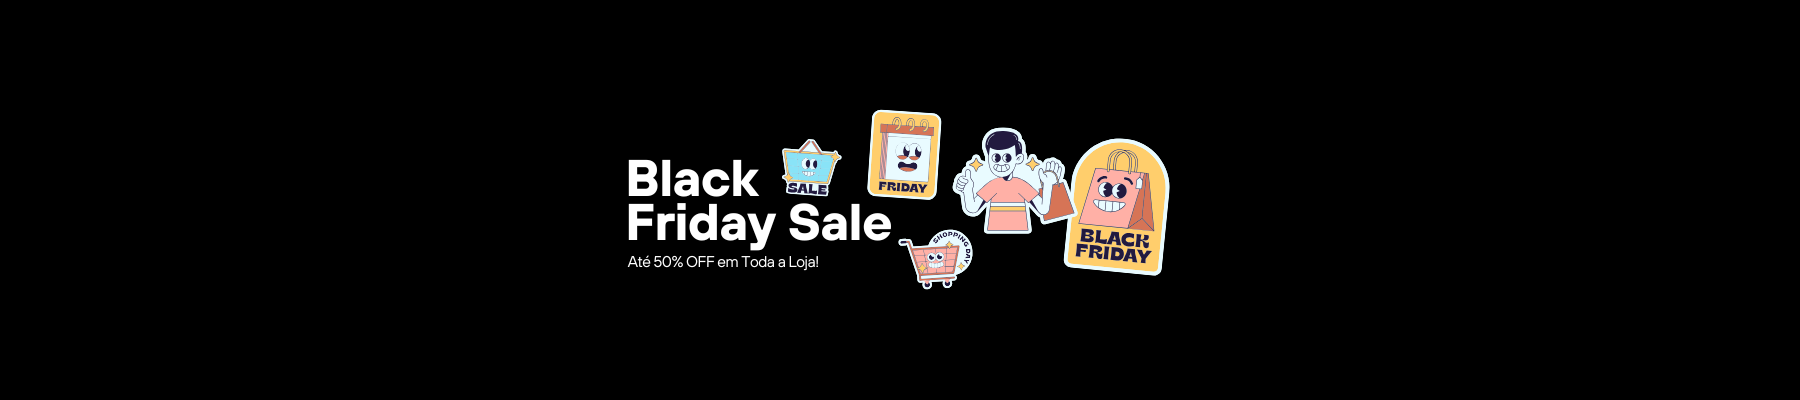 Black
Friday Sale
Até 50% OFF em Toda a Loja!
SALE
FRIDAY
SHOPPING DAY
BLACK
FRIDAY